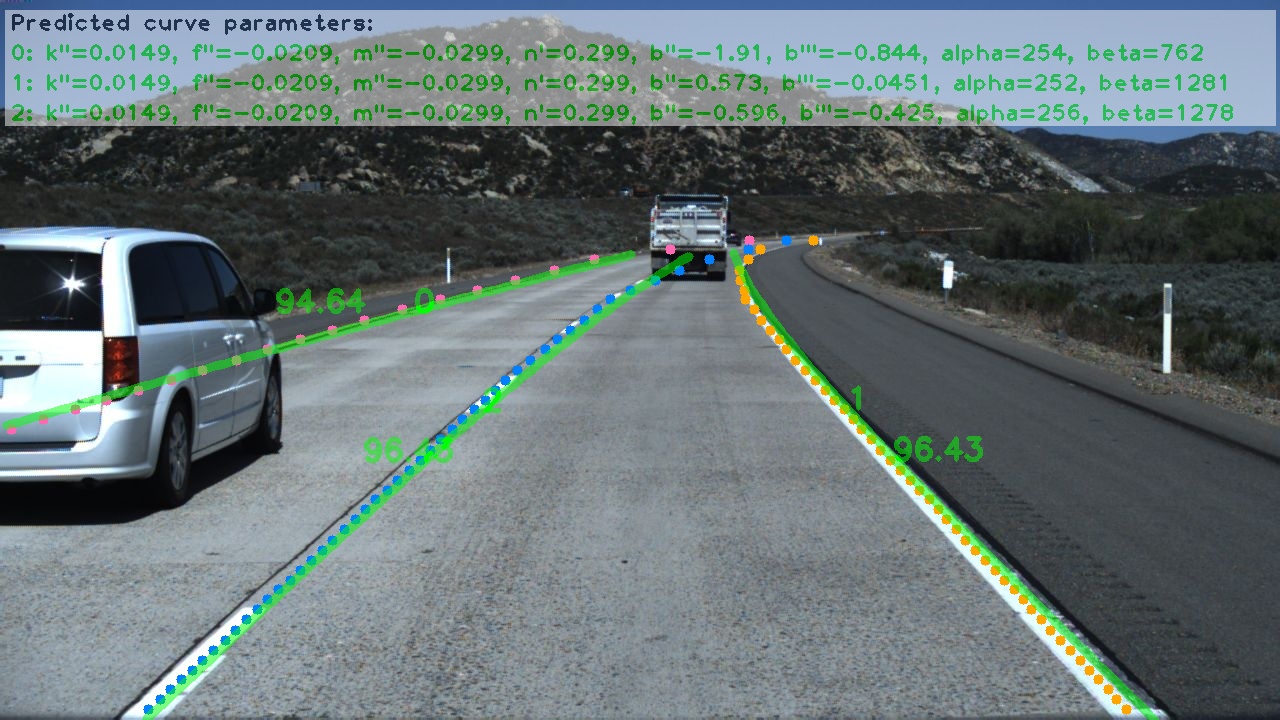 Predicted curve parameters:
0: k''=0.0149, f''=-0.0209, m''=-0.0299, n'=0.299, b''=-1.91, b'''=-0.844, alpha=254, beta=762
1: k''=0.0149, f''=-0.0209, m''=-0.0299, n'=0.299, b''=0.573, b'''=-0.0451, alpha=252, beta=1281
2: k''=0.0149, f''=-0.0209, m''=-0.0299, n'=0.299, b''=-0.596, b'''=-0.425, alpha=256, beta=1278
94.64 0
1
96.43